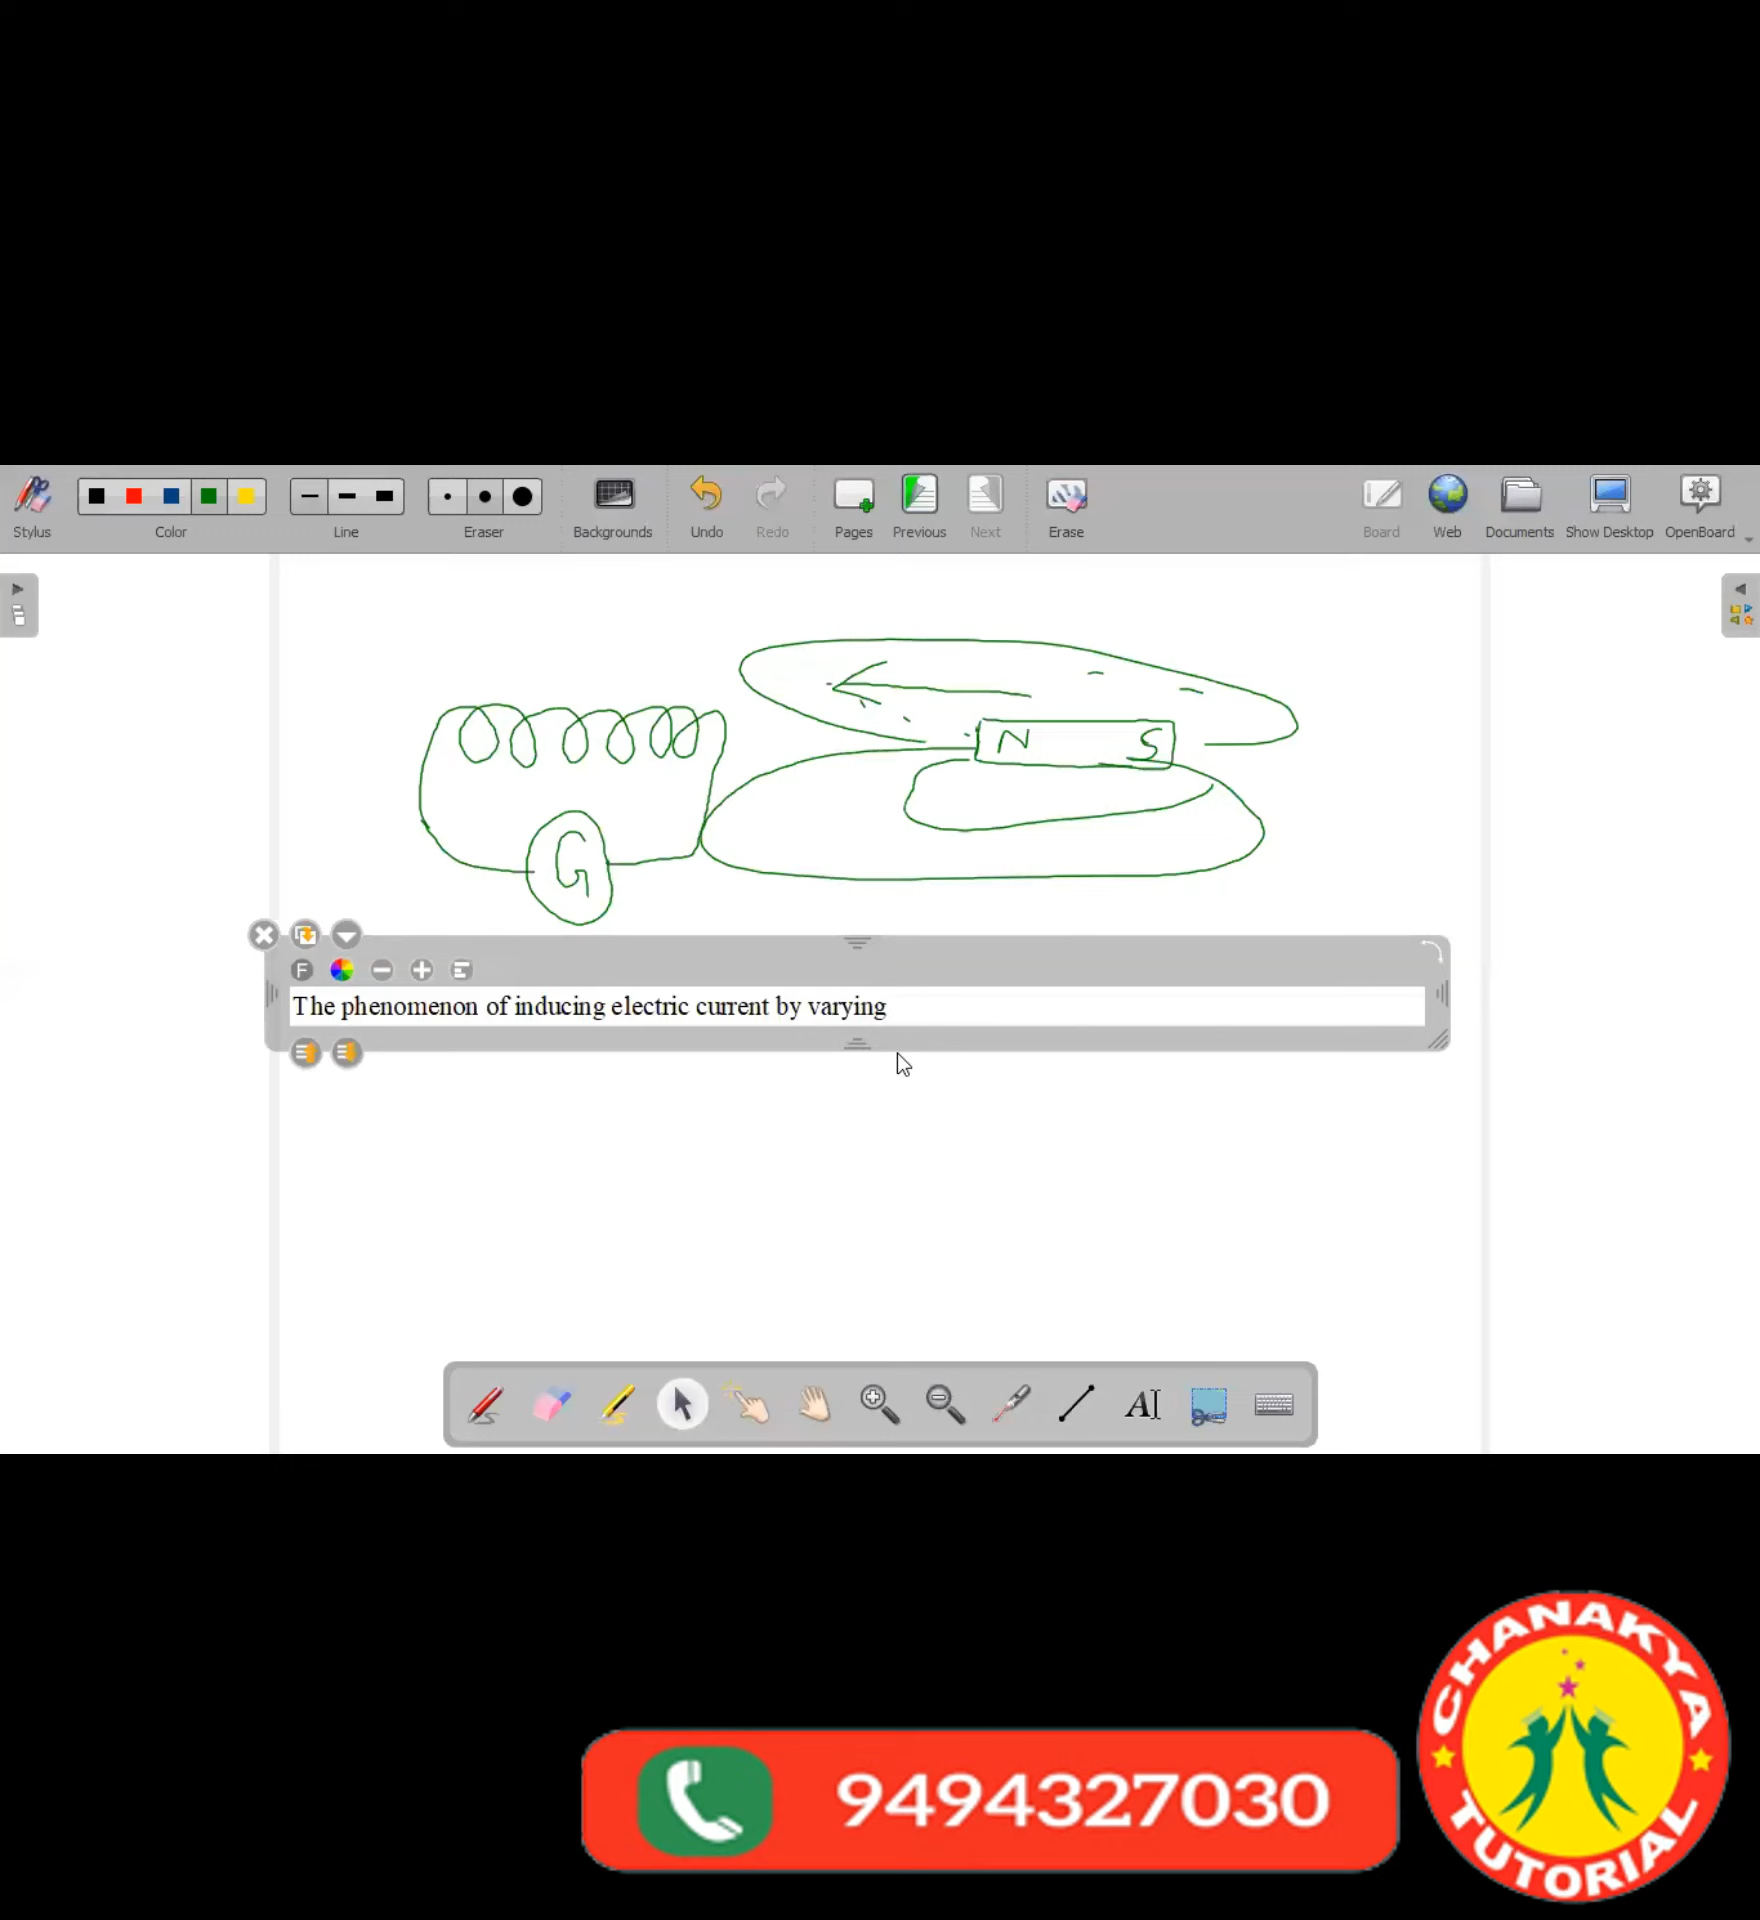 Stylus
Color
Line
Eraser
Backgrounds
Undo
Redo
Pages
Previous
Next
Erase
Board
Web
Documents
Show Desktop
OpenBoard
N S
G
F
The phenomenon of inducing electric current by varying
A
9494327030
CHANAKYA
TUTORIAL